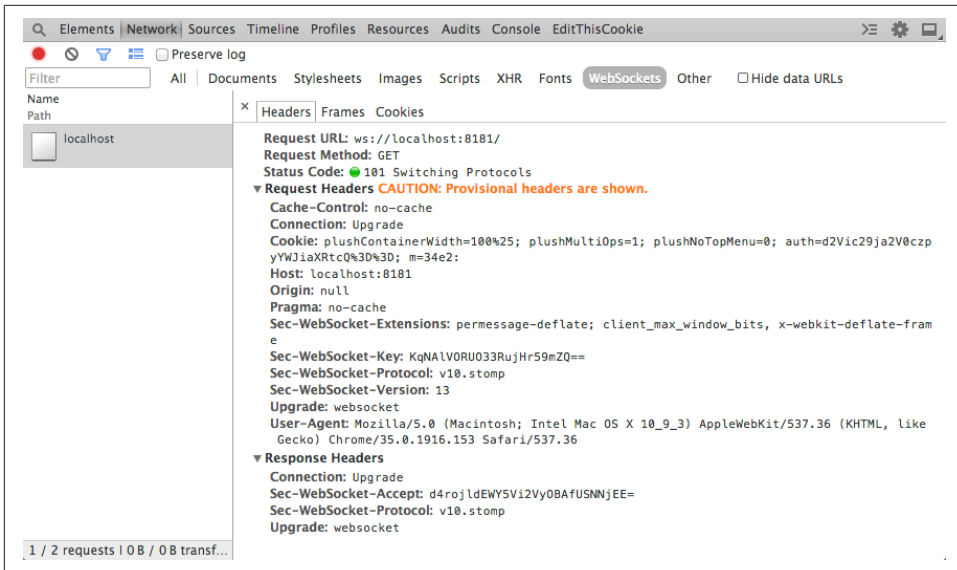 Elements Network Sources Timeline Profiles Resources Audits Console EditThisCookie
Preserve log
Filter All Documents Stylesheets Images Scripts XHR Fonts WebSockets Other Hide data URLs
Name
Path
× Headers Frames Cookies
localhost
Request URL: ws://localhost:8181/
Request Method: GET
Status Code: 101 Switching Protocols
Request Headers CAUTION: Provisional headers are shown.
Cache-Control: no-cache
Connection: Upgrade
Cookie: plushContainerWidth=100%25; plushMultiOps=1; plushNoTopMenu=0; auth=d2Vic29ja2V0czp
yYWJiaXRtcQ%3D%3D; m=34e2:
Host: localhost:8181
Origin: null
Pragma: no-cache
Sec-WebSocket-Extensions: permessage-deflate; client_max_window_bits, x-webkit-deflate-fram
e
Sec-WebSocket-Key: KqNAlVORUO33RujHr59mZQ==
Sec-WebSocket-Protocol: v10.stomp
Sec-WebSocket-Version: 13
Upgrade: websocket
User-Agent: Mozilla/5.0 (Macintosh; Intel Mac OS X 10_9_3) AppleWebKit/537.36 (KHTML, like
Gecko) Chrome/35.0.1916.153 Safari/537.36
Response Headers
Connection: Upgrade
Sec-WebSocket-Accept: d4rojldEWY5Vi2VyOBAfUSNNjEE=
Sec-WebSocket-Protocol: v10.stomp
Upgrade: websocket
1 / 2 requests | 0 B / 0 B transf...